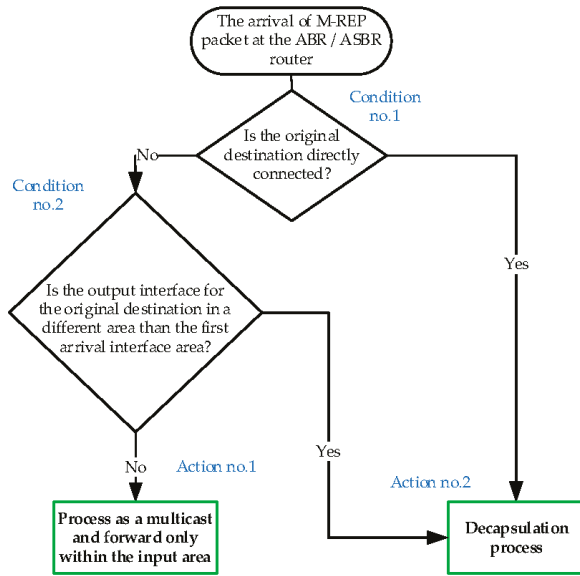 The arrival of M-REP
packet at the ABR / ASBR
router
Condition
no.1
Is the original
destination directly
connected?
No
Condition
no.2
Yes
Is the output interface for
the original destination in a
different area than the first
arrival interface area?
Yes
No
Action no.1
Action no.2
Process as a multicast
and forward only
within the input area
Decapsulation
process